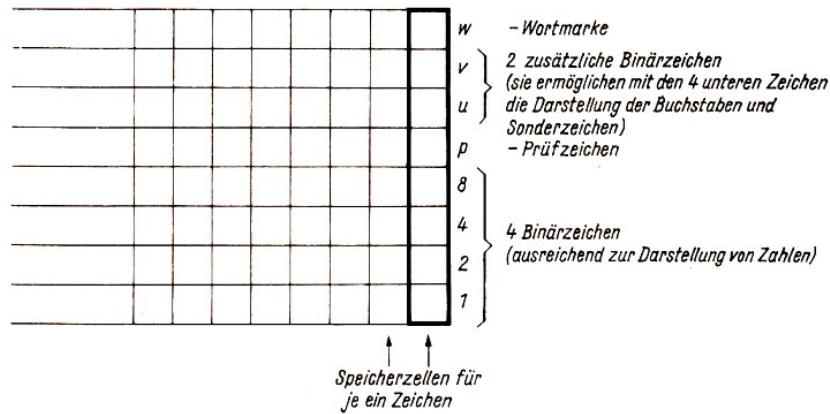 w – Wortmarke
v 2 zusätzliche Binärzeichen
(sie ermöglichen mit den 4 unteren Zeichen
u die Darstellung der Buchstaben und
Sonderzeichen)
p – Prüfzeichen
8
4 4 Binärzeichen
(ausreichend zur Darstellung von Zahlen)
2
1
Speicherzellen für
je ein Zeichen